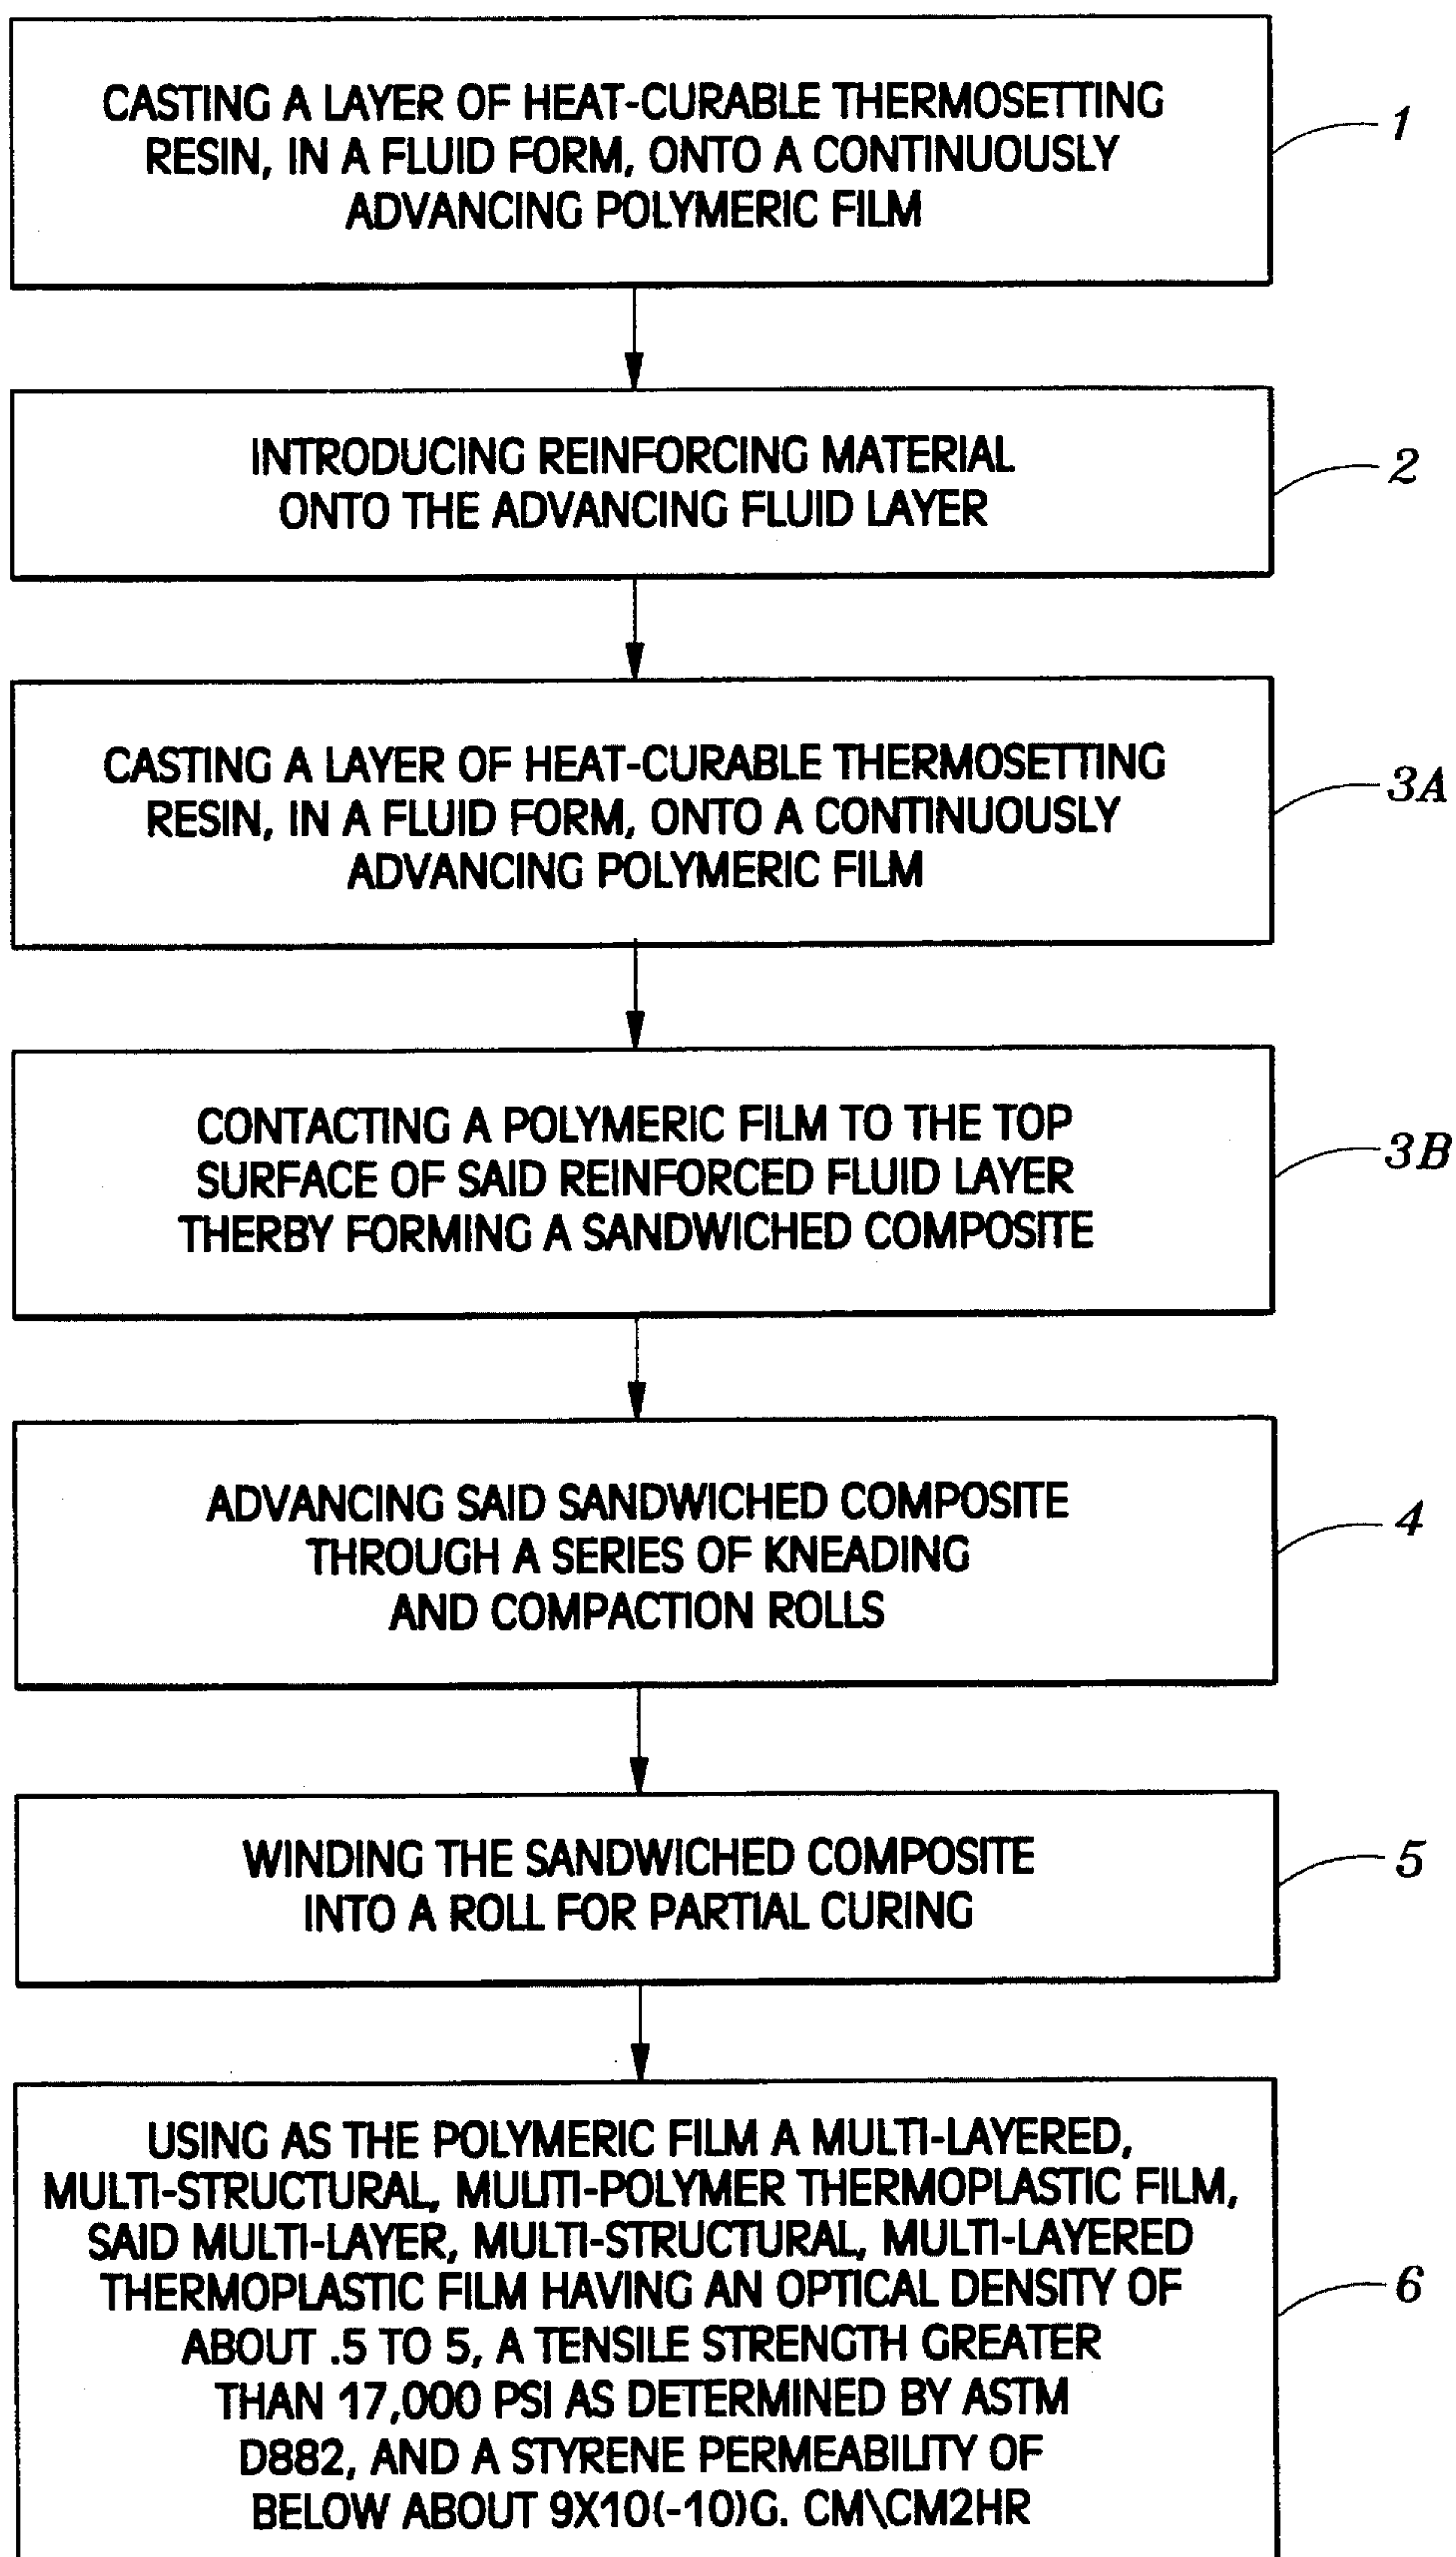 CASTING A LAYER OF HEAT-CURABLE THERMOSETTING
RESIN, IN A FLUID FORM, ONTO A CONTINUOUSLY
ADVANCING POLYMERIC FILM
1
INTRODUCING REINFORCING MATERIAL
ONTO THE ADVANCING FLUID LAYER
2
CASTING A LAYER OF HEAT-CURABLE THERMOSETTING
RESIN, IN A FLUID FORM, ONTO A CONTINUOUSLY
ADVANCING POLYMERIC FILM
3A
CONTACTING A POLYMERIC FILM TO THE TOP
SURFACE OF SAID REINFORCED FLUID LAYER
THERBY FORMING A SANDWICHED COMPOSITE
3B
ADVANCING SAID SANDWICHED COMPOSITE
THROUGH A SERIES OF KNEADING
AND COMPACTION ROLLS
4
WINDING THE SANDWICHED COMPOSITE
INTO A ROLL FOR PARTIAL CURING
5
USING AS THE POLYMERIC FILM A MULTI-LAYERED,
MULTI-STRUCTURAL, MULITI-POLYMER THERMOPLASTIC FILM,
SAID MULTI-LAYER, MULTI-STRUCTURAL, MULTI-LAYERED
THERMOPLASTIC FILM HAVING AN OPTICAL DENSITY OF
ABOUT .5 TO 5, A TENSILE STRENGTH GREATER
THAN 17,000 PSI AS DETERMINED BY ASTM
D882, AND A STYRENE PERMEABILITY OF
BELOW ABOUT 9X10(-10)G. CM\CM2HR
6